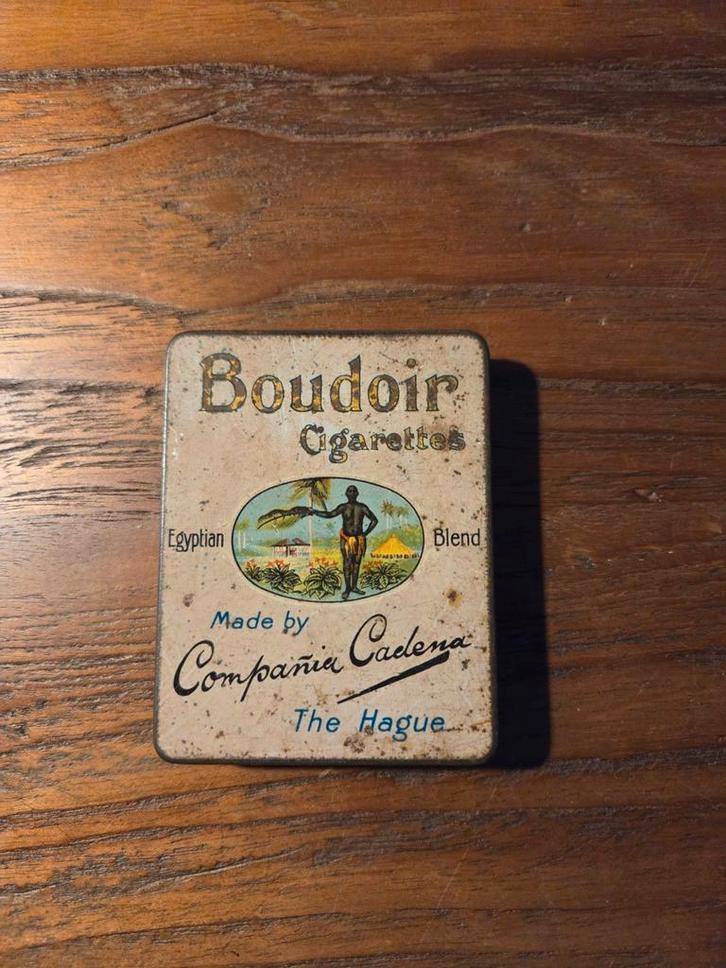 Boudoir
Cigarettes
Egyptian Blend
Made by
Compañia Cadena
The Hague